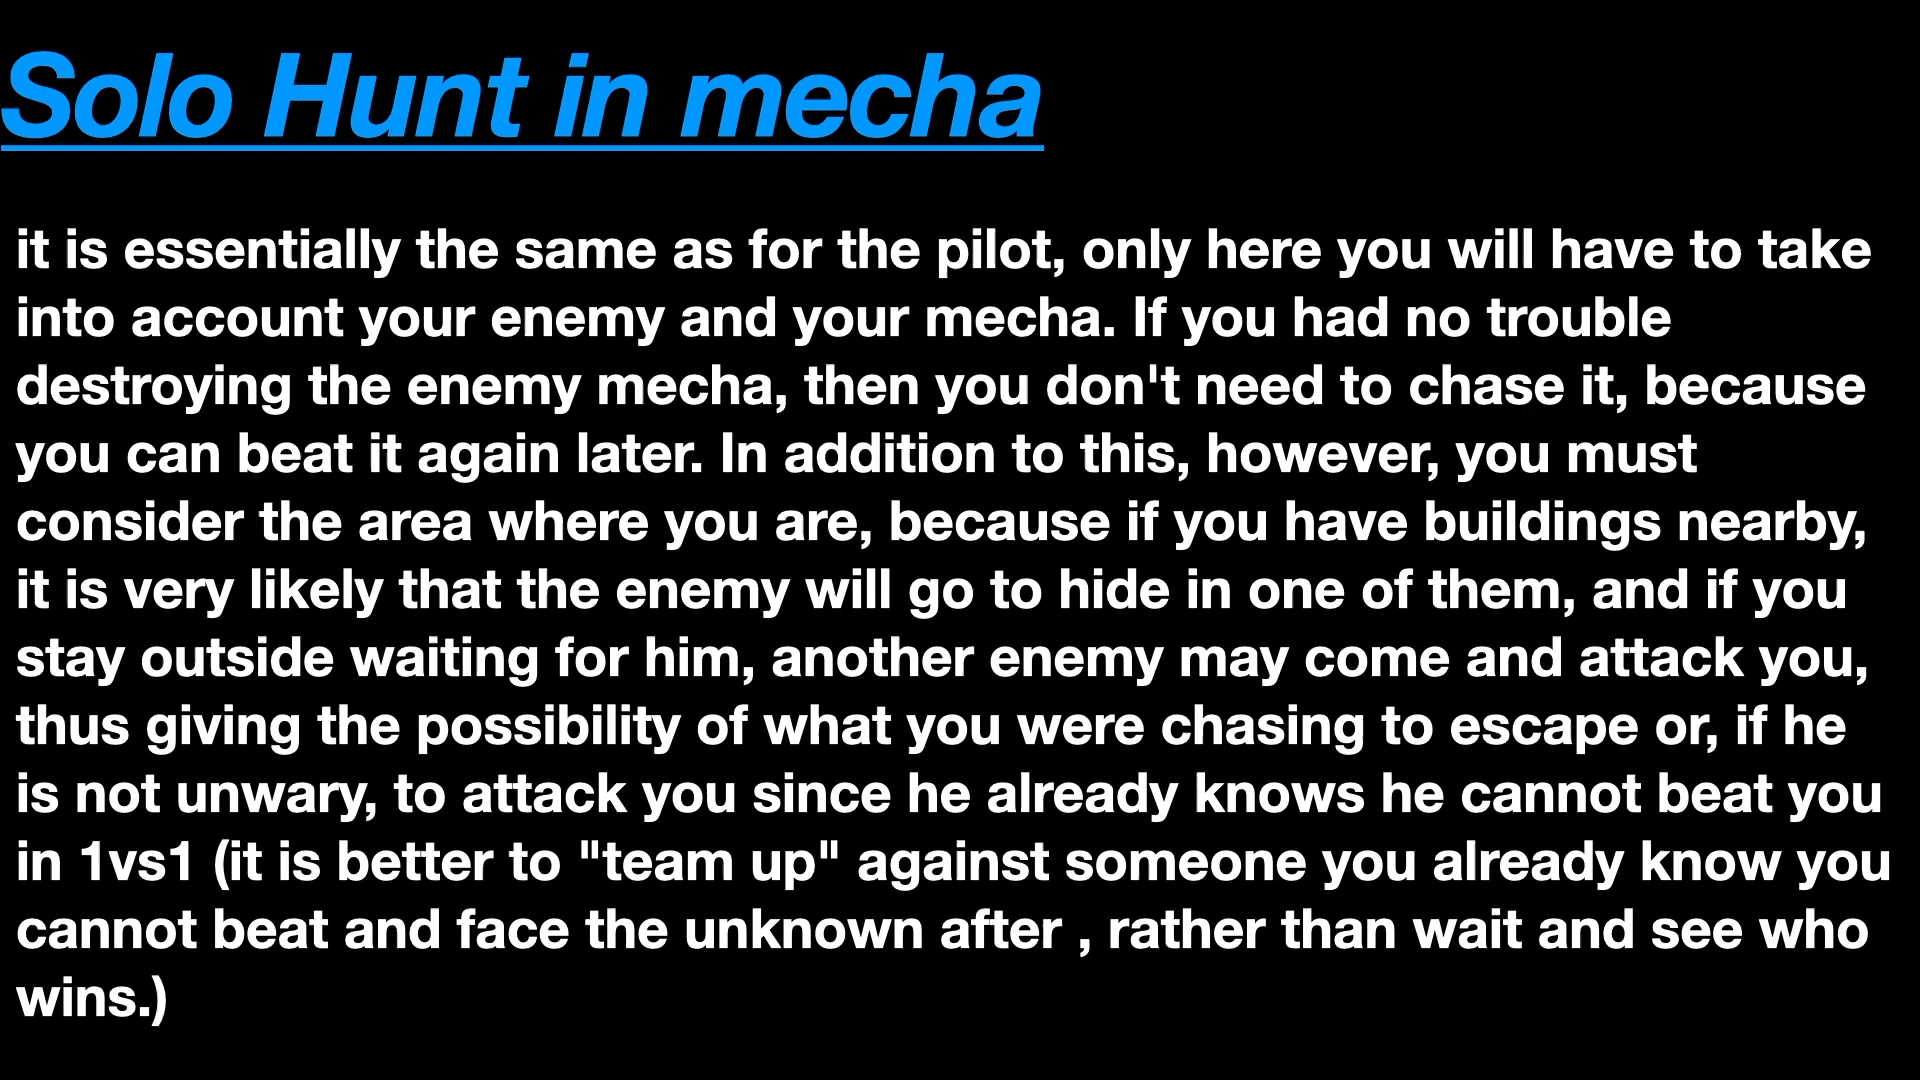 Solo Hunt in mecha
it is essentially the same as for the pilot, only here you will have to take
into account your enemy and your mecha. If you had no trouble
destroying the enemy mecha, then you don't need to chase it, because
you can beat it again later. In addition to this, however, you must
consider the area where you are, because if you have buildings nearby,
it is very likely that the enemy will go to hide in one of them, and if you
stay outside waiting for him, another enemy may come and attack you,
thus giving the possibility of what you were chasing to escape or, if he
is not unwary, to attack you since he already knows he cannot beat you
in 1vs1 (it is better to "team up" against someone you already know you
cannot beat and face the unknown after , rather than wait and see who
wins.)